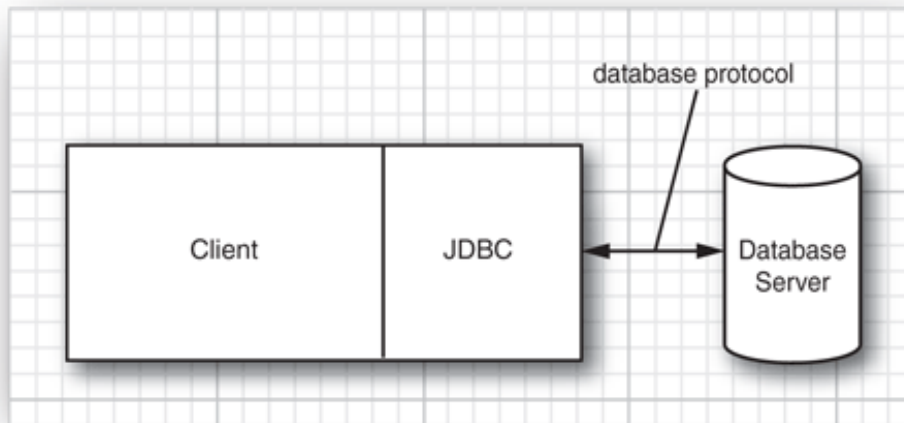 database protocol
Client
JDBC
Database
Server